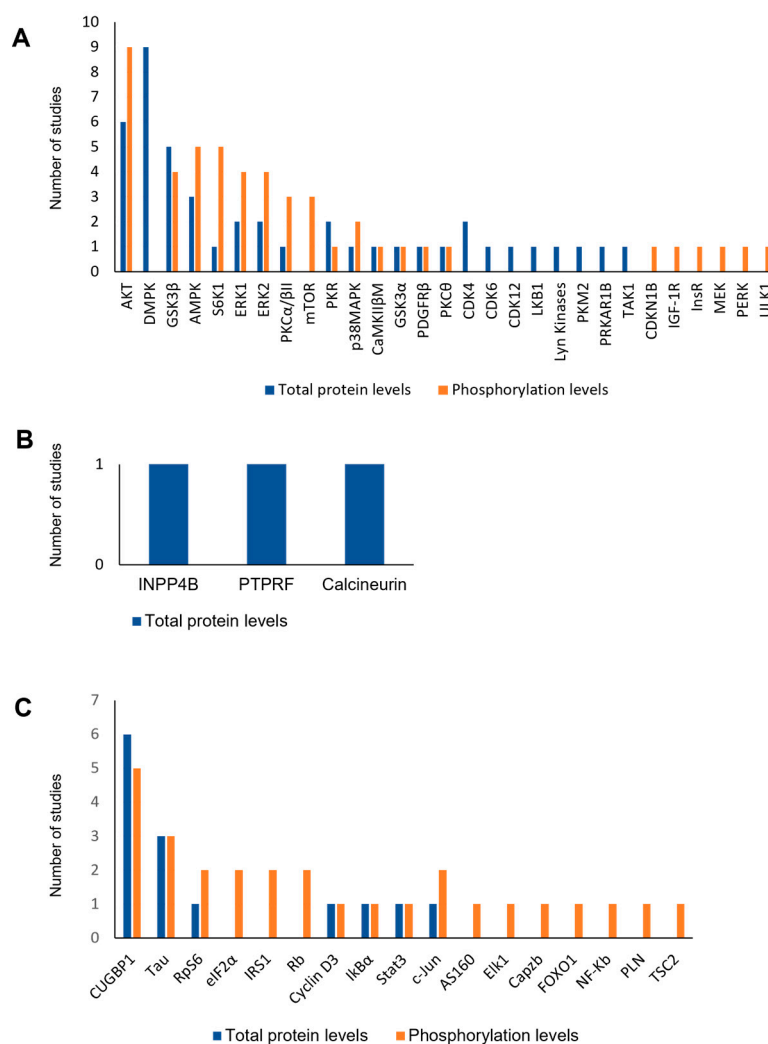 A
Number of studies
10
9
8
7
6
5
4
3
2
1
0
AKT
DMPK
GSK3β
AMPK
S6K1
ERK1
ERK2
PKCα/βII
mTOR
PKR
p38MAPK
CaMKIIβM
GSK3α
PDGFRβ
PKCθ
CDK4
CDK6
CDK12
LKB1
Lyn Kinases
PKM2
PRKAR1B
TAK1
CDKN1B
IGF-1R
InsR
MEK
PERK
ULK1
Total protein levels Phosphorylation levels
B
Number of studies
1
0
INPP4B PTPRF Calcineurin
Total protein levels
C
Number of studies
7
6
5
4
3
2
1
0
CUGBP1
Tau
RpS6
eIF2α
IRS1
Rb
Cyclin D3
IkBα
Stat3
c-Jun
AS160
Elk1
Capzb
FOXO1
NF-Kb
PLN
TSC2
Total protein levels Phosphorylation levels